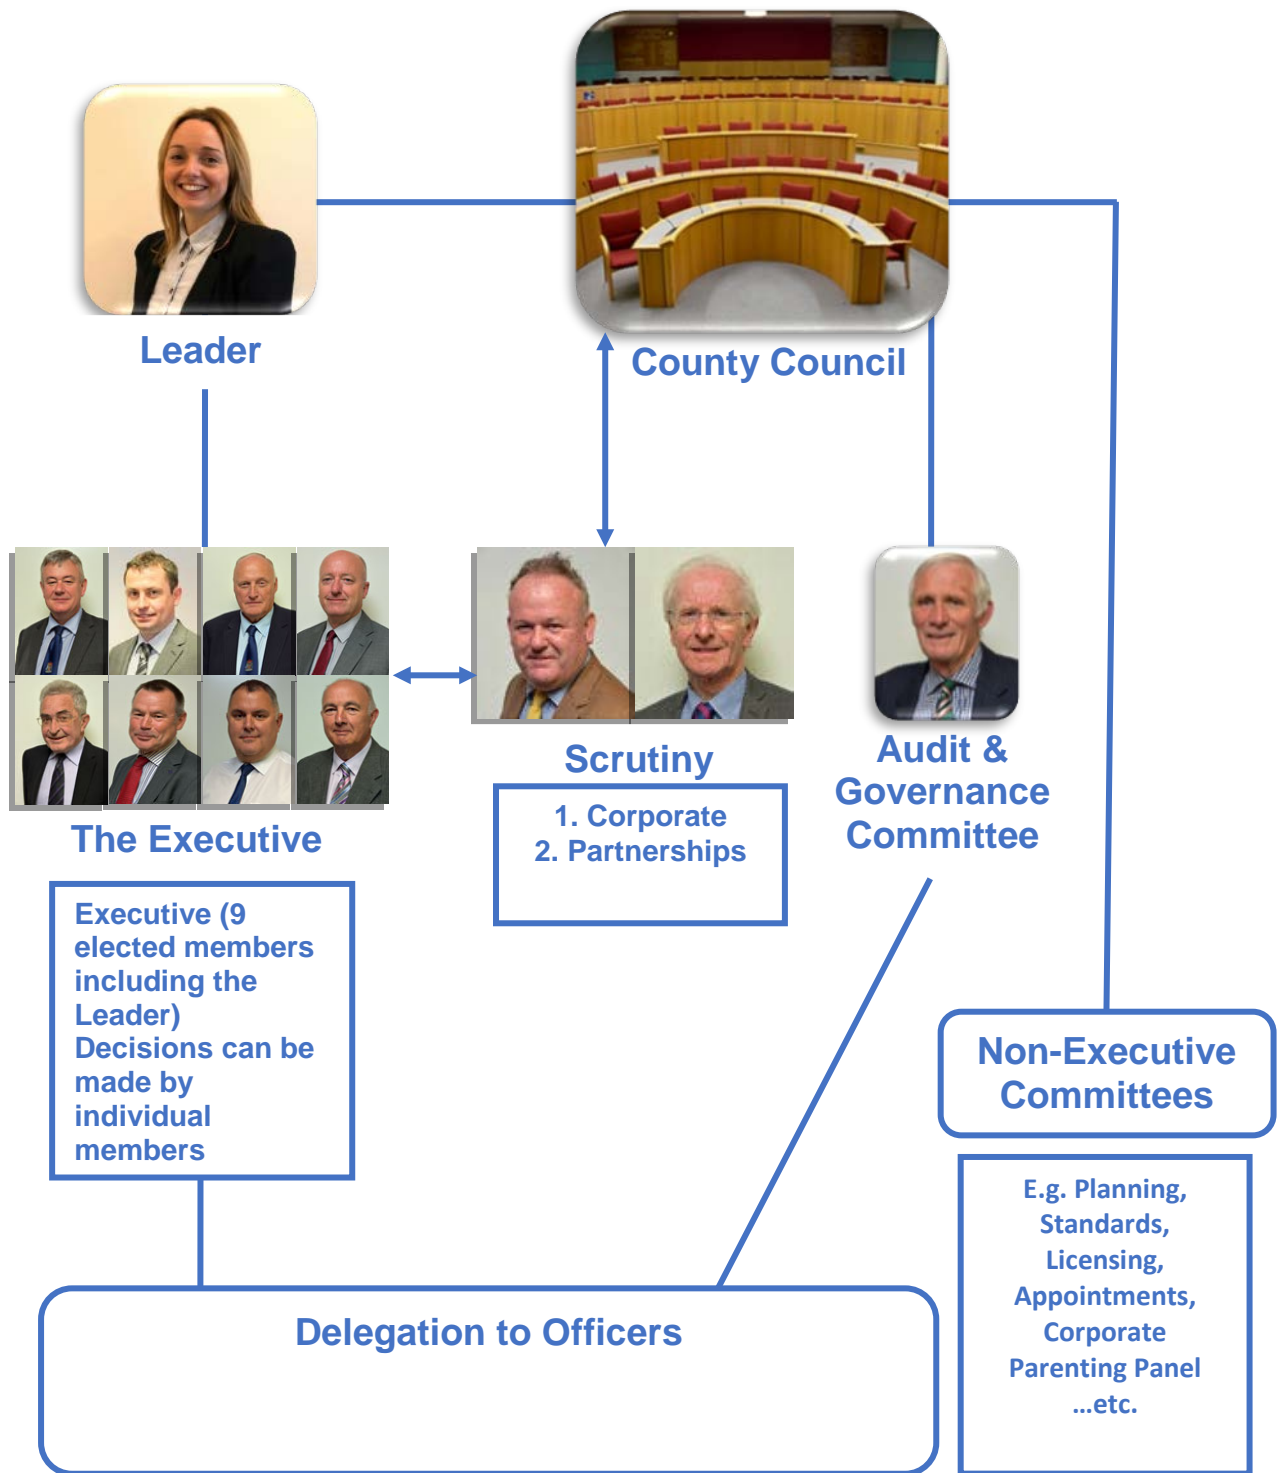 Leader
County Council
The Executive
Executive (9
elected members
including the
Leader)
Decisions can be
made by
individual
members
Scrutiny
1. Corporate
2. Partnerships
Audit &
Governance
Committee
Non-Executive
Committees
E.g. Planning,
Standards,
Licensing,
Appointments,
Corporate
Parenting Panel
…etc.
Delegation to Officers